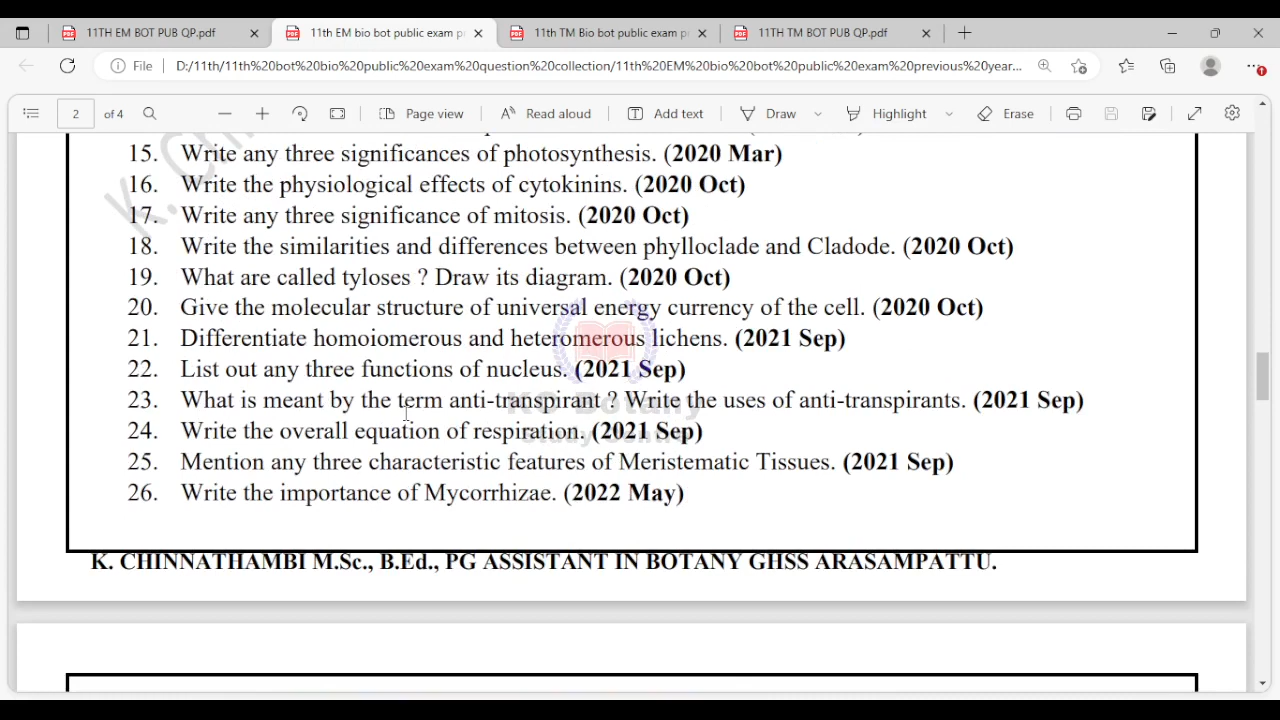 11TH EM BOT PUB QP.pdf
11th EM bio bot public exam p
11th TM Bio bot public exam pi
11TH TM BOT PUB QP.pdf
File D:/11th/11th%20bot%20bio%20public%20exam%20question%20collection/11th%20EM%20bio%20bot%20public%20exam%20previous%20year...
2 of 4 Page view Read aloud Add text Draw Highlight Erase
15. Write any three significances of photosynthesis. (2020 Mar)
16. Write the physiological effects of cytokinins. (2020 Oct)
17. Write any three significance of mitosis. (2020 Oct)
18. Write the similarities and differences between phylloclade and Cladode. (2020 Oct)
19. What are called tyloses ? Draw its diagram. (2020 Oct)
20. Give the molecular structure of universal energy currency of the cell. (2020 Oct)
21. Differentiate homoiomerous and heteromerous lichens. (2021 Sep)
22. List out any three functions of nucleus. (2021 Sep)
23. What is meant by the term anti-transpirant ? Write the uses of anti-transpirants. (2021 Sep)
24. Write the overall equation of respiration. (2021 Sep)
25. Mention any three characteristic features of Meristematic Tissues. (2021 Sep)
26. Write the importance of Mycorrhizae. (2022 May)
K. CHINNATHAMBI M.Sc., B.Ed., PG ASSISTANT IN BOTANY GHSS ARASAMPATTU.